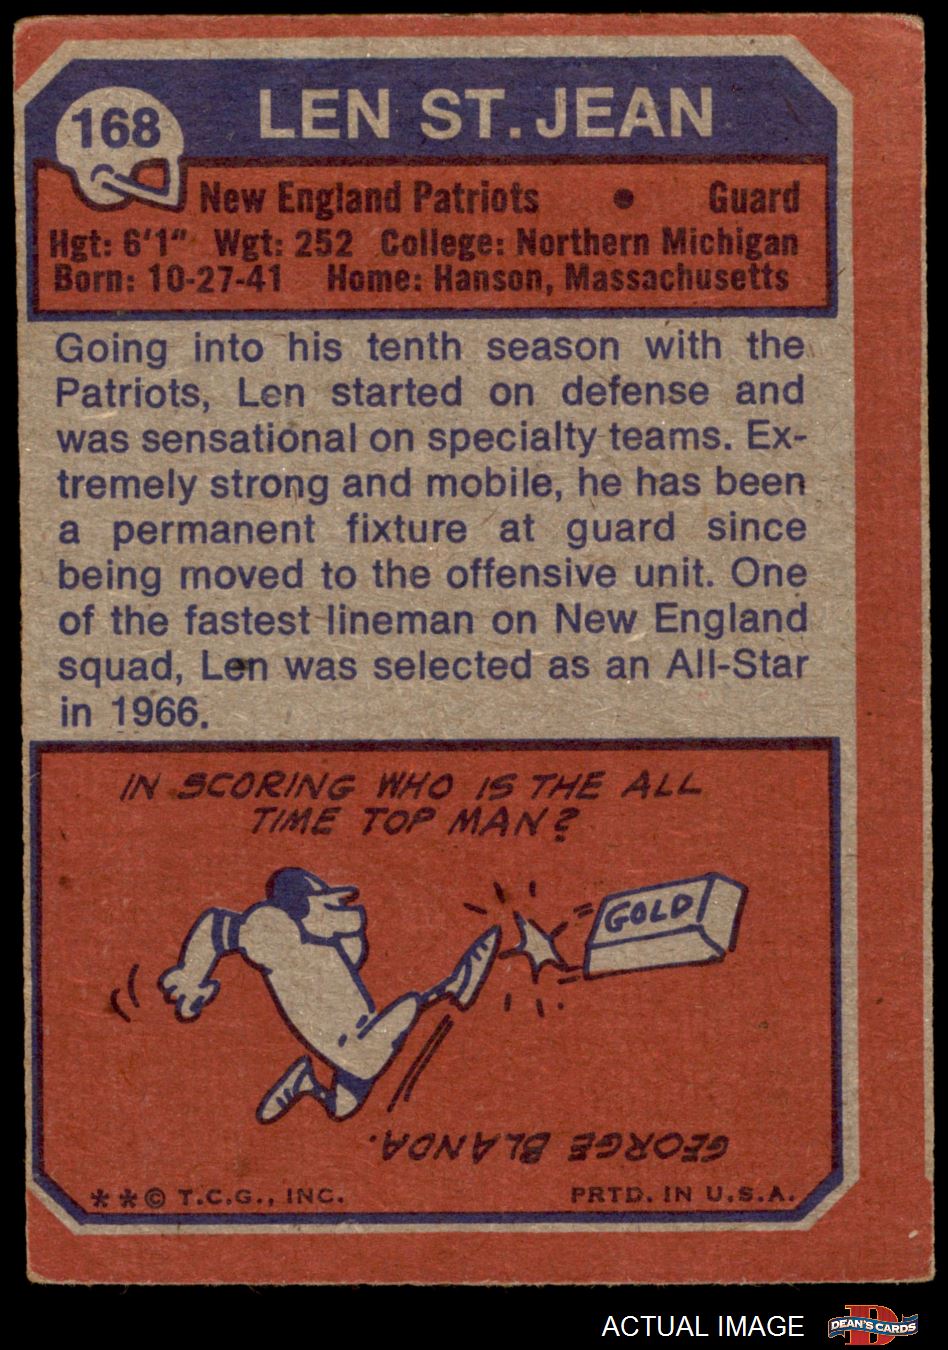 168
LEN ST. JEAN
New England Patriots • Guard
Hgt: 6'1" Wgt: 252 College: Northern Michigan
Born: 10-27-41 Home: Hanson, Massachusetts
Going into his tenth season with the
Patriots, Len started on defense and
was sensational on specialty teams. Ex-
tremely strong and mobile, he has been
a permanent fixture at guard since
being moved to the offensive unit. One
of the fastest lineman on New England
squad, Len was selected as an All-Star
in 1966.
IN SCORING WHO IS THE ALL
TIME TOP MAN?
GOLD
GEORGE BLANDA.
**© T.C.G., INC. PRTD. IN U.S.A.
ACTUAL IMAGE
D
DEAN'S CARDS